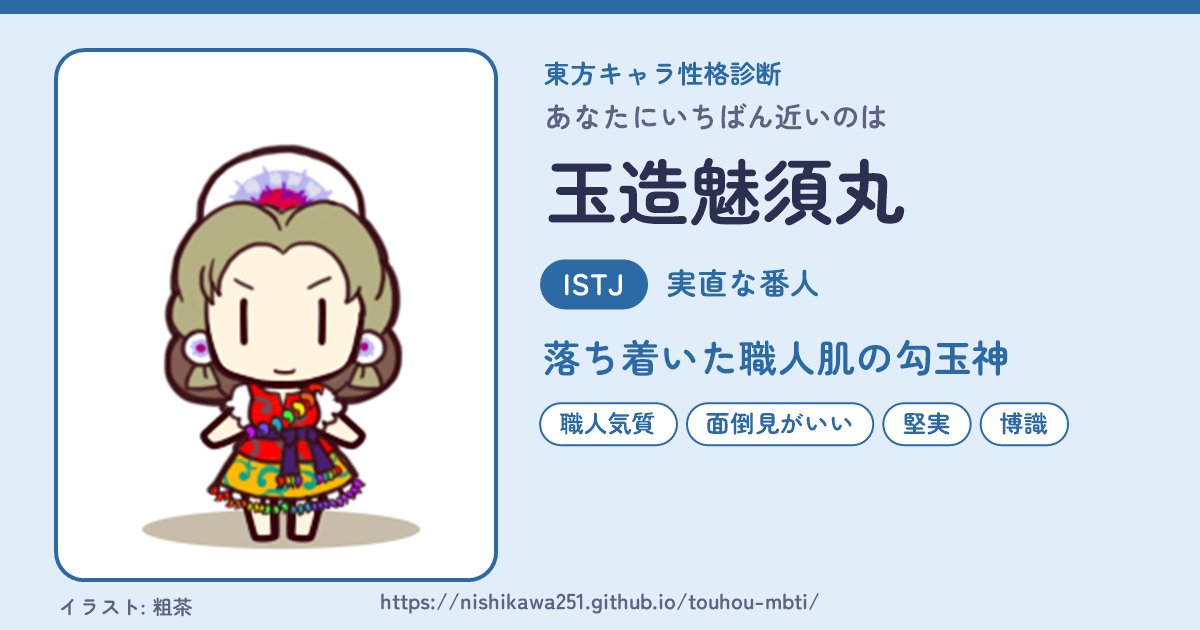 東方キャラ性格診断
あなたにいちばん近いのは
玉造魅須丸
ISTJ 実直な番人
落ち着いた職人肌の勾玉神
職人気質 面倒見がいい 堅実 博識
イラスト: 粗茶
https://nishikawa251.github.io/touhou-mbti/